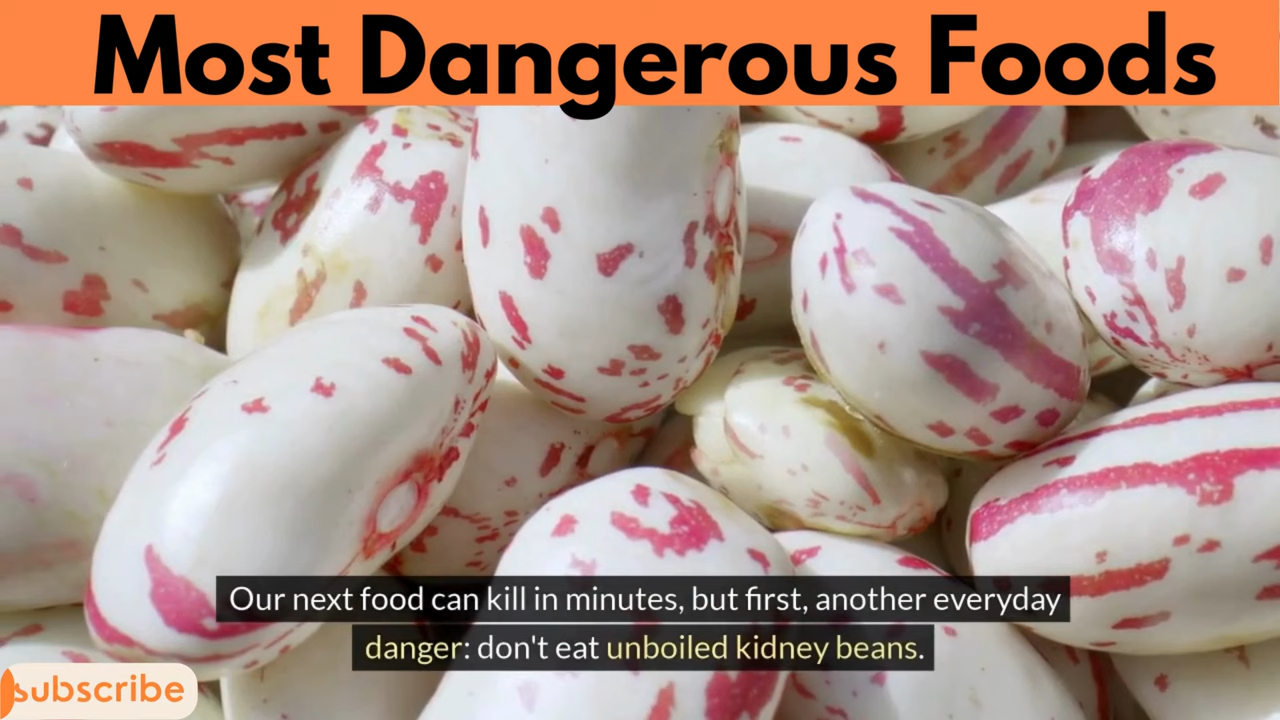 Most Dangerous Foods
Our next food can kill in minutes, but first, another everyday
danger: don't eat unboiled kidney beans.
subscribe